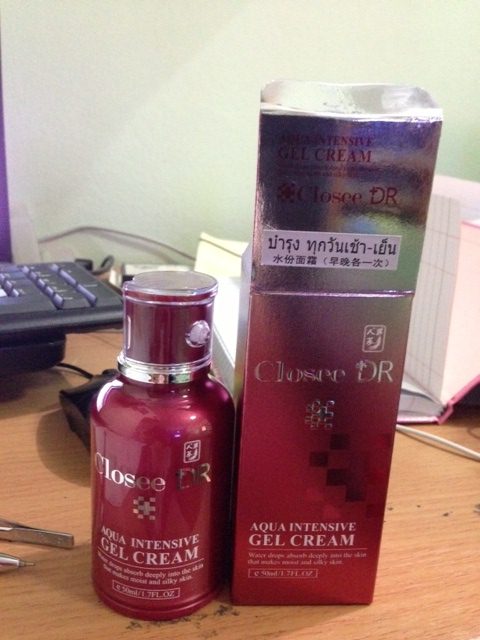 AQUA INTENSIVE
GEL CREAM
Closee DR
บำรุง ทุกวันเช้า-เย็น
水份面霜（早晚各一次）
Closee DR
AQUA INTENSIVE
GEL CREAM
Water drops absorb deeply into the skin
that makes moist and silky skin.
e 50ml/1.7FL.OZ
Closee DR
AQUA INTENSIVE
GEL CREAM
Water drops absorb deeply into the skin
that makes moist and silky skin.
e 50ml/1.7FL.OZ